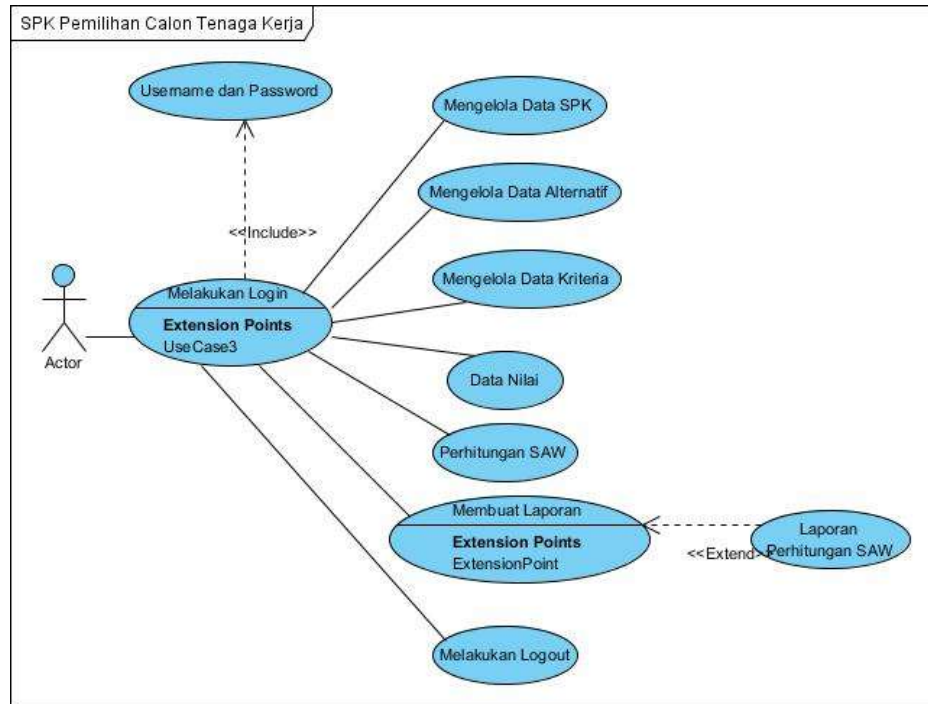 SPK Pemilihan Calon Tenaga Kerja
Username dan Password
Mengelola Data SPK
Mengelola Data Alternatif
<<Include>>
Mengelola Data Kriteria
Melakukan Login
Extension Points
UseCase3
Actor
Data Nilai
Perhitungan SAW
Membuat Laporan
Extension Points
ExtensionPoint
<<Extend>>
Laporan
Perhitungan SAW
Melakukan Logout